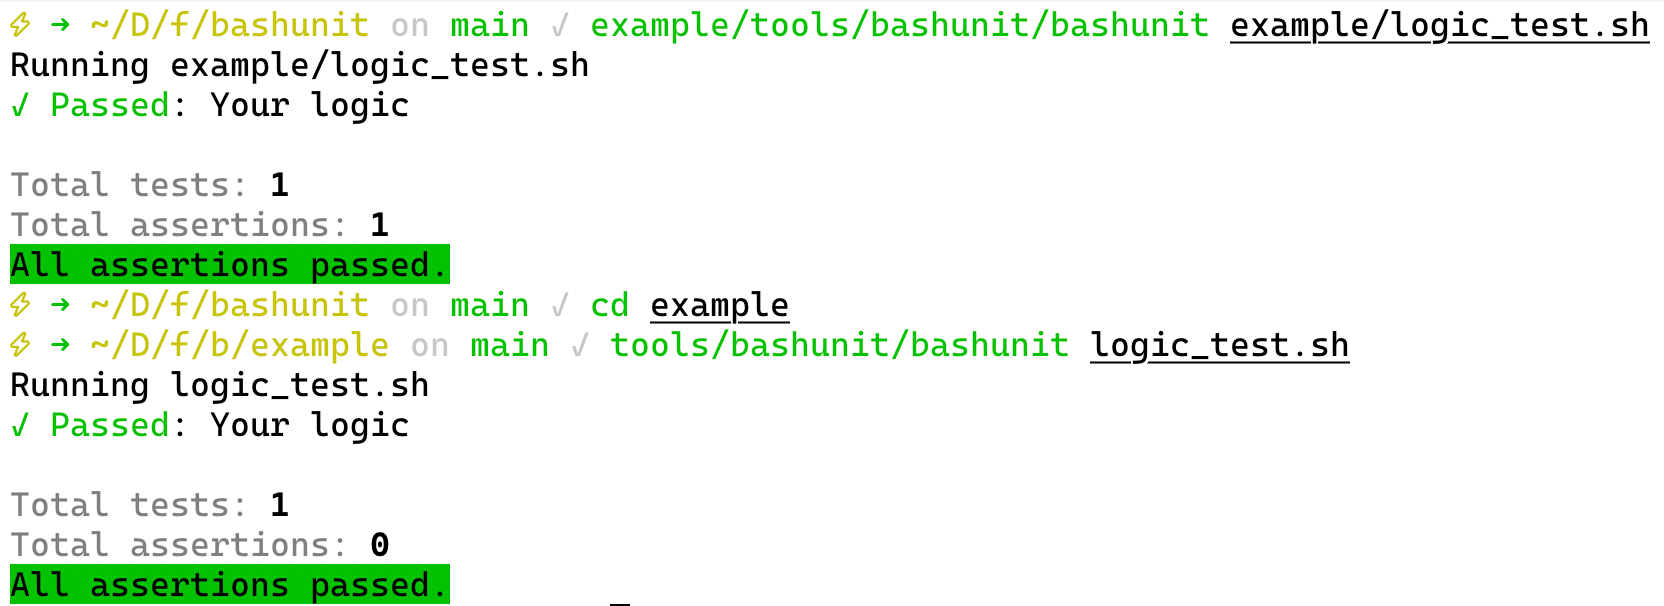 ⚡ → ~/D/f/bashunit on main √ example/tools/bashunit/bashunit example/logic_test.sh
Running example/logic_test.sh
√ Passed: Your logic
Total tests: 1
Total assertions: 1
All assertions passed.
⚡ → ~/D/f/bashunit on main √ cd example
⚡ → ~/D/f/b/example on main √ tools/bashunit/bashunit logic_test.sh
Running logic_test.sh
√ Passed: Your logic
Total tests: 1
Total assertions: 0
All assertions passed.